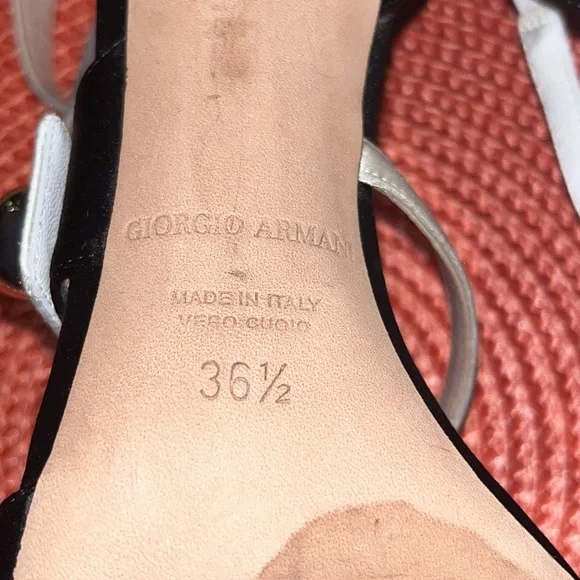 GIORGIO ARMANI
MADE IN ITALY
VERO CUOIO
36½